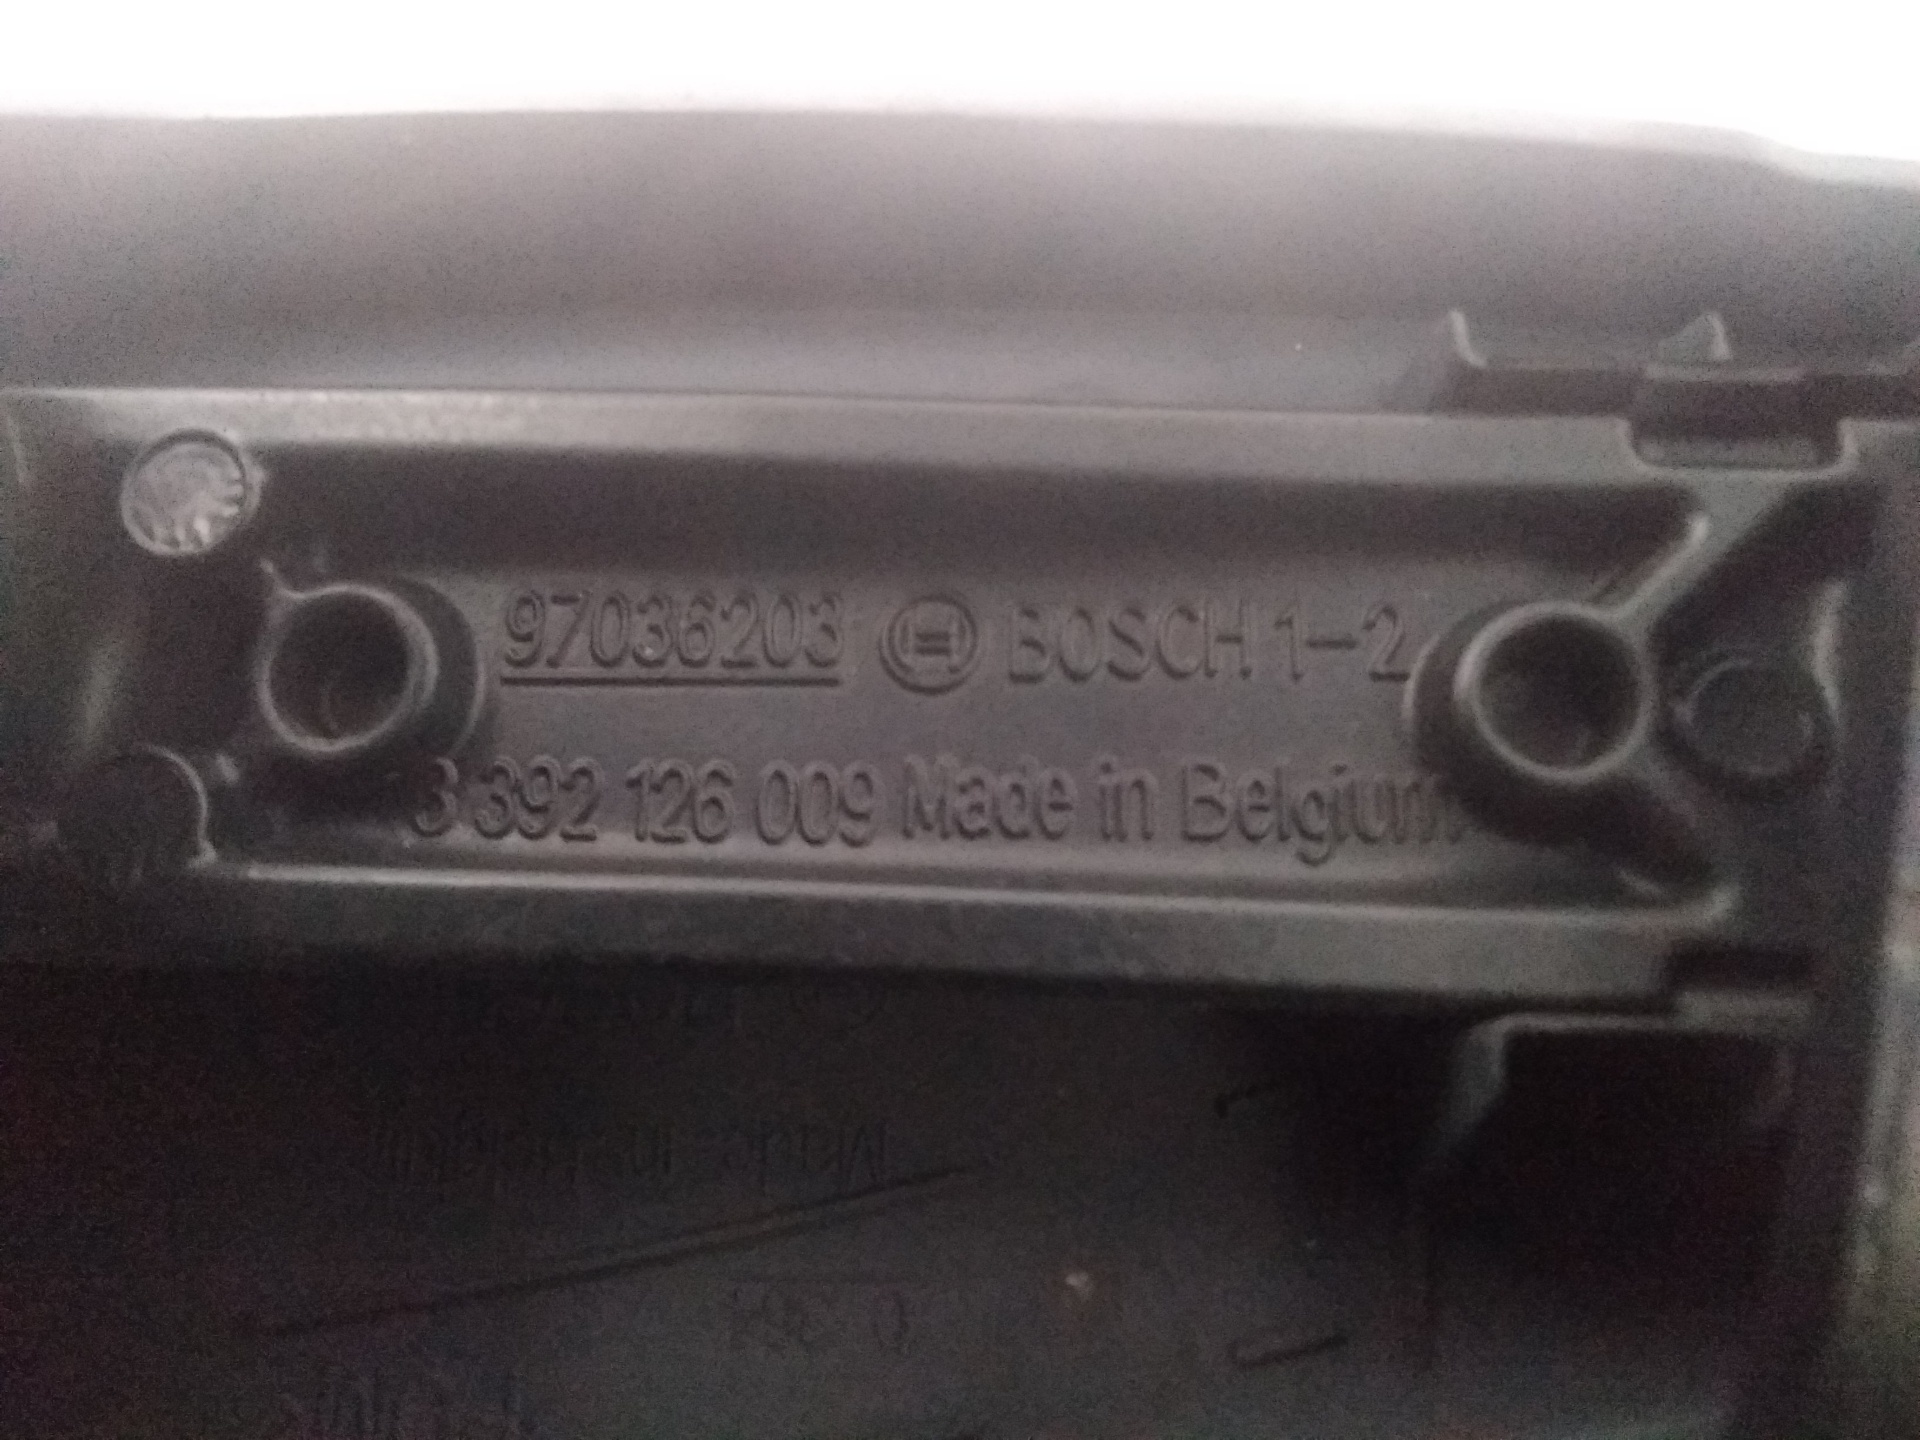 97036203 BOSCH 1-2
3 392 126 009 Made in Belgium